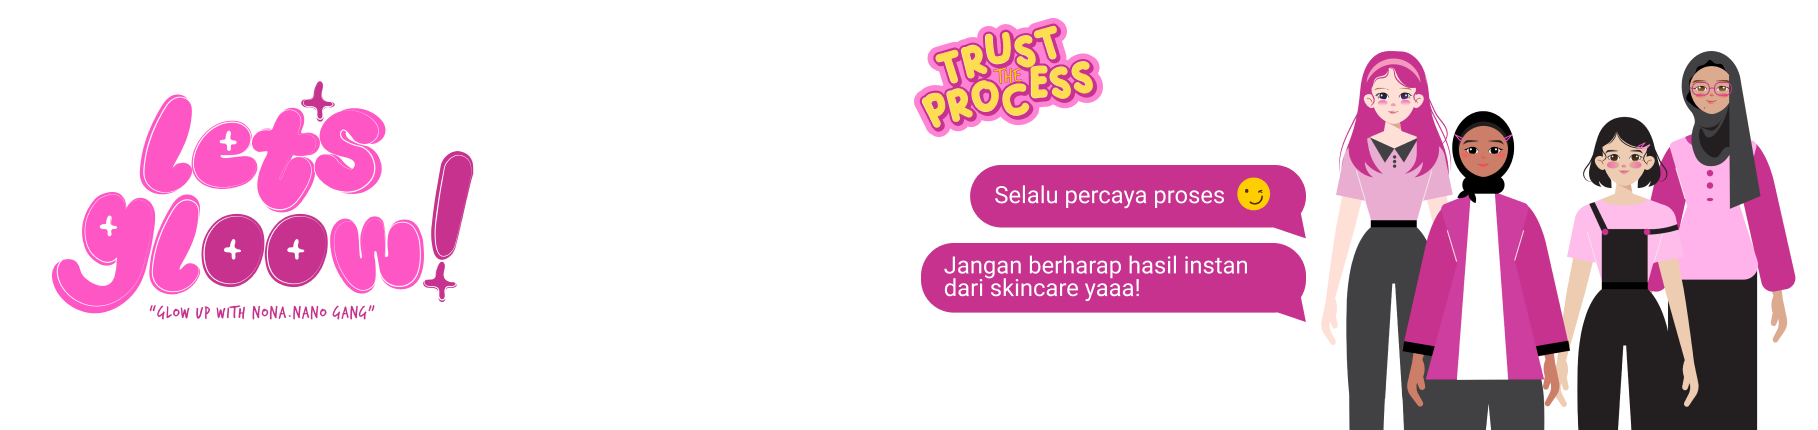 Let's
gloow!
"GLOW UP WITH NONA.NANO GANG"
TRUST
THE
PROCESS
Selalu percaya proses
Jangan berharap hasil instan
dari skincare yaaa!